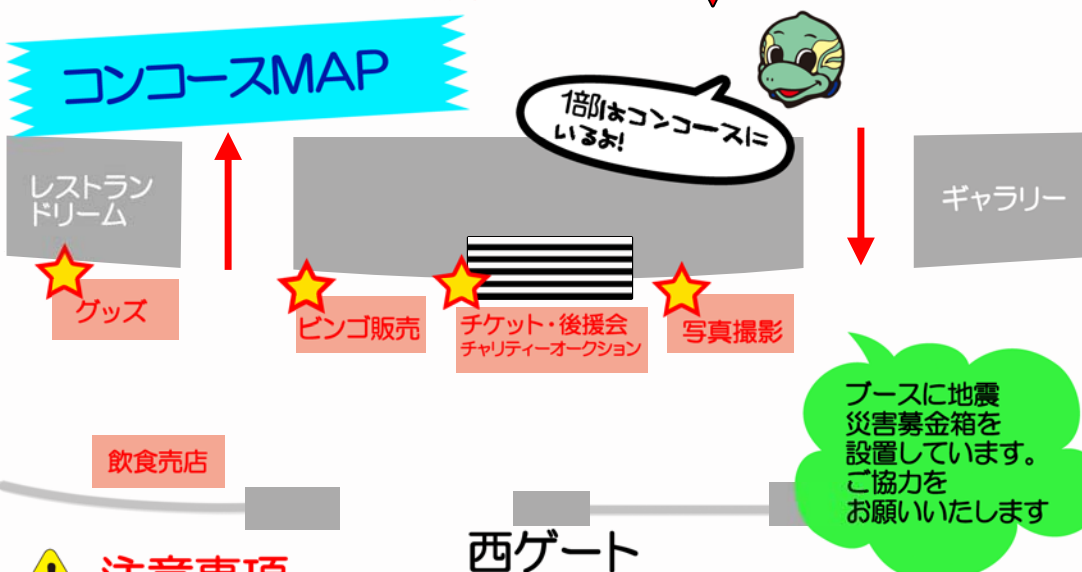 コンコースMAP
1部はコンコースに
いるよ!
レストラン
ドリーム
ギャラリー
グッズ
ビンゴ販売
チケット・後援会
チャリティーオークション
写真撮影
ブースに地震
災害募金箱を
設置しています。
ご協力を
お願いいたします
飲食売店
西ゲート
注意事項